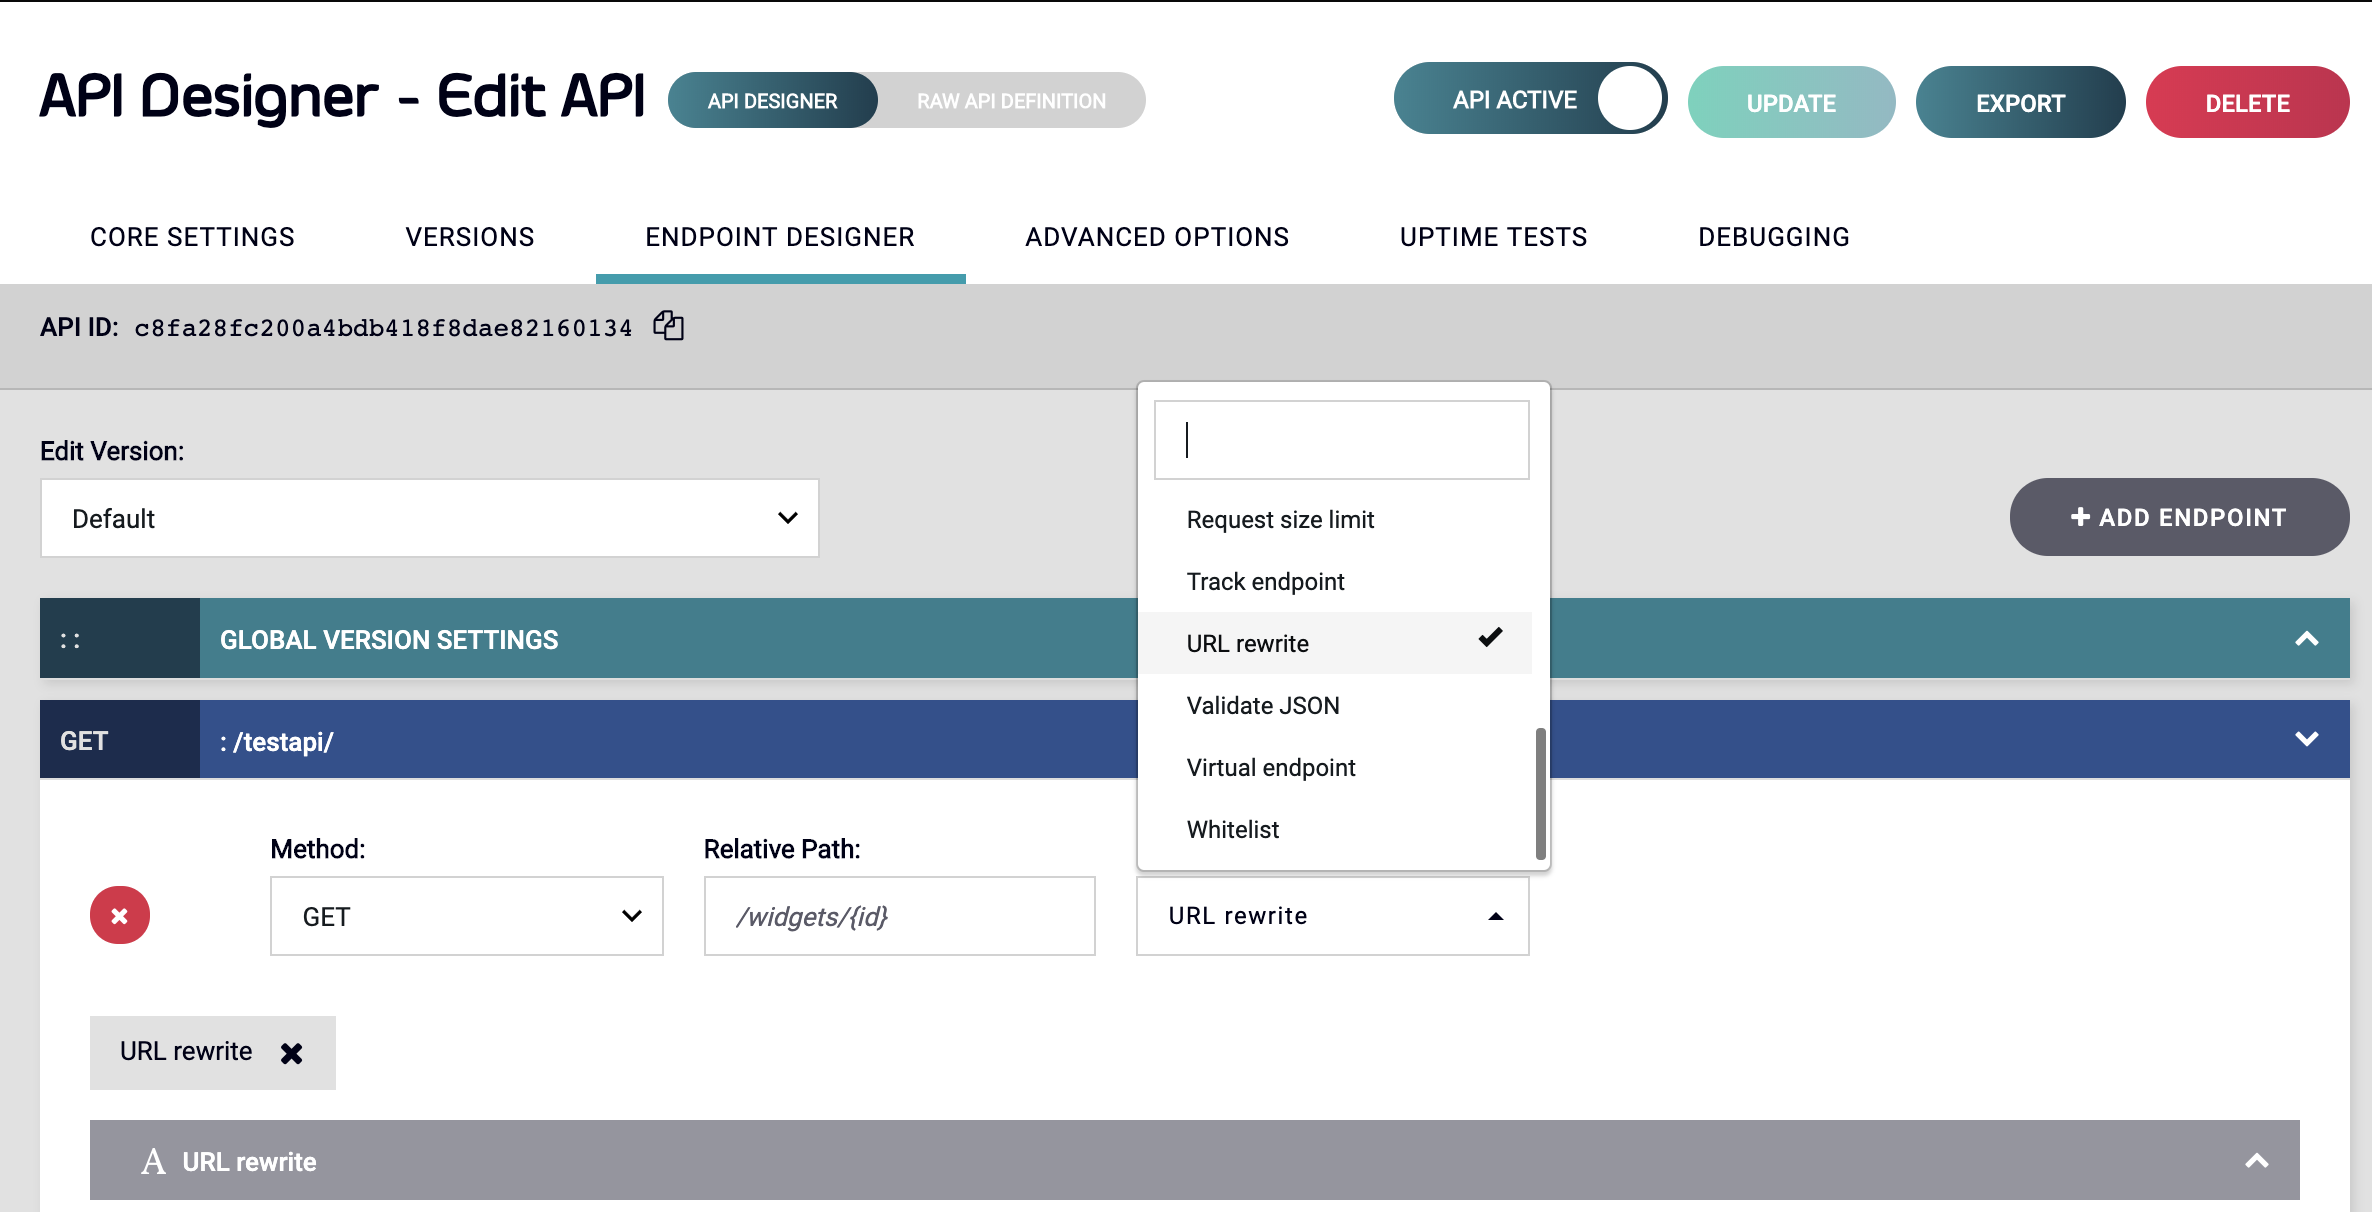 API Designer - Edit API
API DESIGNER
RAW API DEFINITION
API ACTIVE
UPDATE
EXPORT
DELETE
CORE SETTINGS
VERSIONS
ENDPOINT DESIGNER
ADVANCED OPTIONS
UPTIME TESTS
DEBUGGING
API ID: c8fa28fc200a4bdb418f8dae82160134
Edit Version:
Default
+ ADD ENDPOINT
Request size limit
Track endpoint
URL rewrite
Validate JSON
Virtual endpoint
Whitelist
: : GLOBAL VERSION SETTINGS
GET : /testapi/
Method:
Relative Path:
GET
/widgets/{id}
URL rewrite
URL rewrite
A URL rewrite